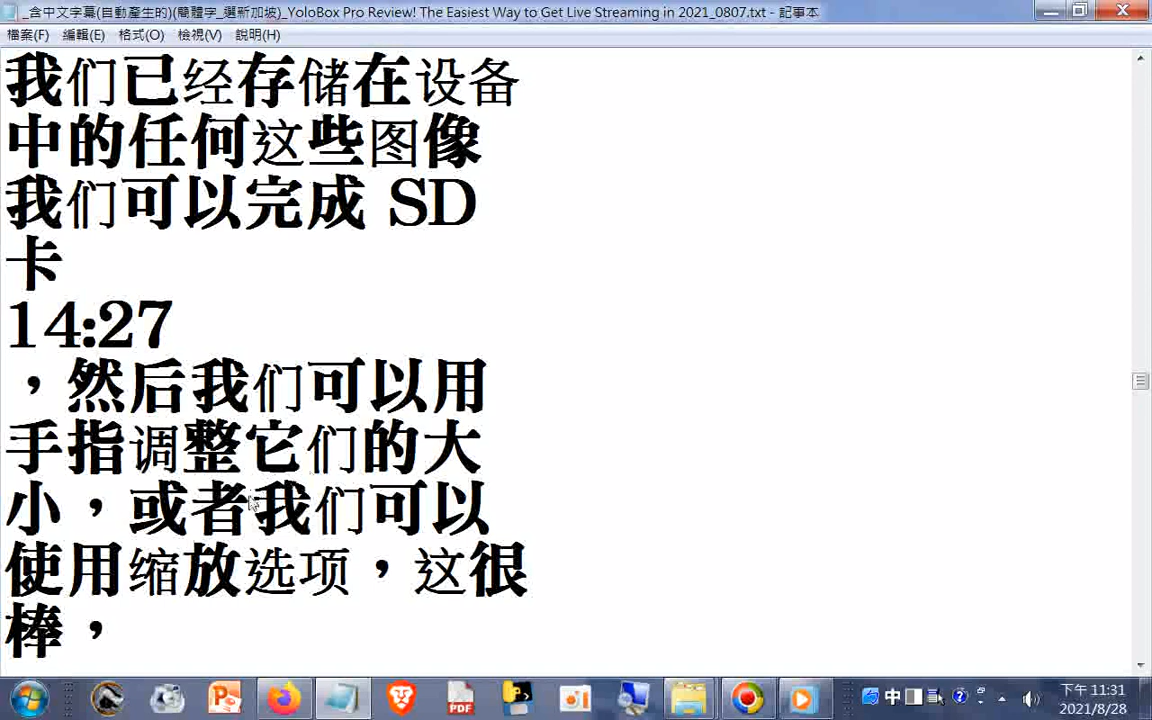 _含中文字幕(自動產生的)(簡體字_選新加坡)_YoloBox Pro Review! The Easiest Way to Get Live Streaming in 2021_0807.txt - 記事本
檔案(F) 編輯(E) 格式(O) 檢視(V) 說明(H)
我们已经存储在设备
中的任何这些图像
我们可以完成 SD
卡
14:27
，然后我们可以用
手指调整它们的大
小，或者我们可以
使用缩放选项，这很
棒，
PDF
中
下午 11:31
2021/8/28